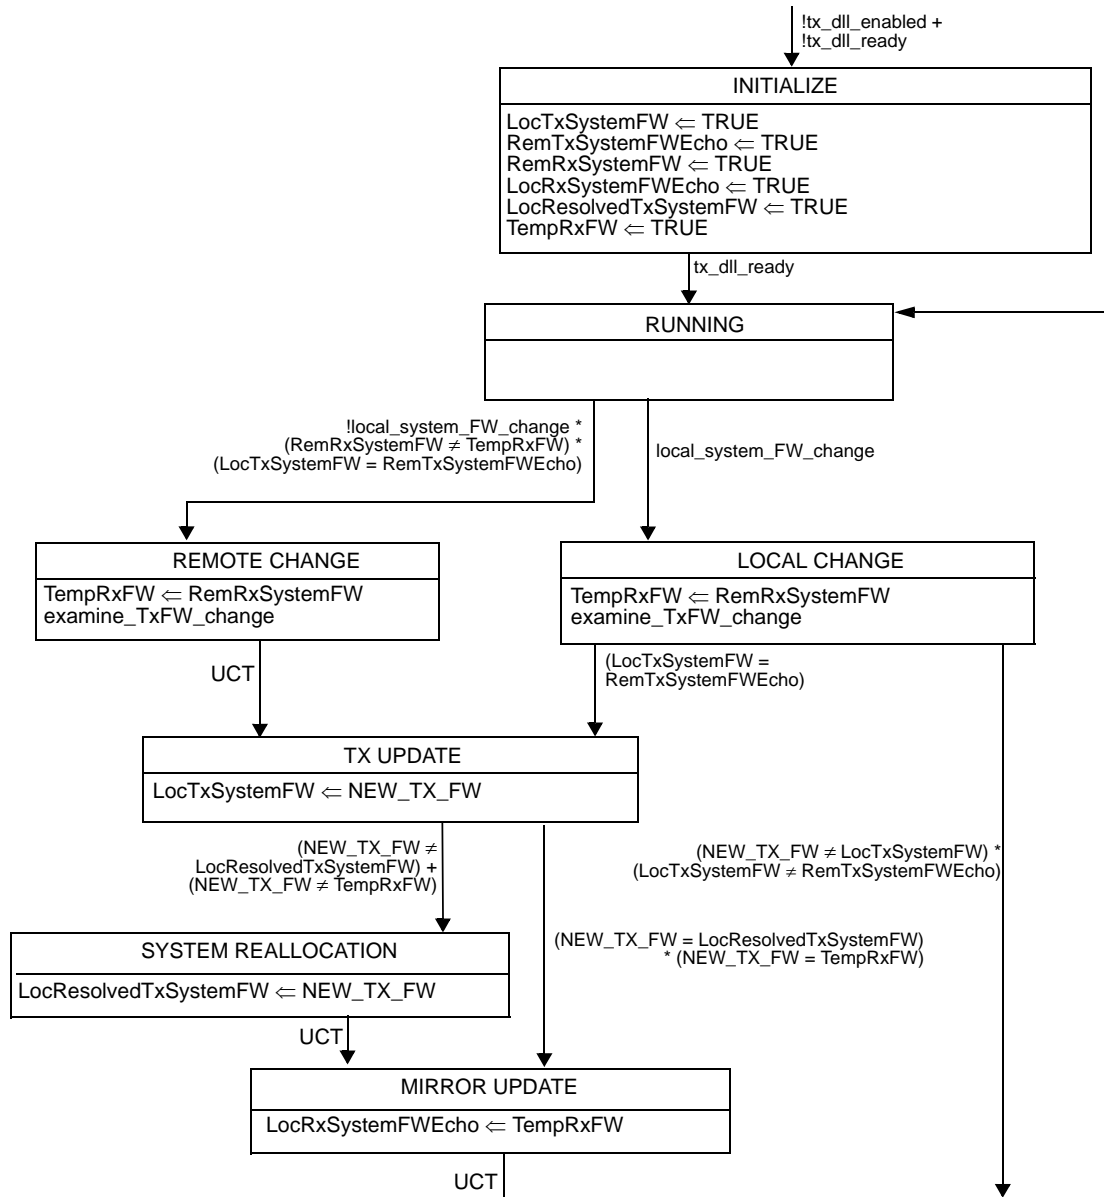 !tx_dll_enabled +
!tx_dll_ready
INITIALIZE
LocTxSystemFW ⇐ TRUE
RemTxSystemFWEcho ⇐ TRUE
RemRxSystemFW ⇐ TRUE
LocRxSystemFWEcho ⇐ TRUE
LocResolvedTxSystemFW ⇐ TRUE
TempRxFW ⇐ TRUE
tx_dll_ready
RUNNING
!local_system_FW_change *
(RemRxSystemFW ≠ TempRxFW) *
(LocTxSystemFW = RemTxSystemFWEcho)
local_system_FW_change
REMOTE CHANGE
TempRxFW ⇐ RemRxSystemFW
examine_TxFW_change
LOCAL CHANGE
TempRxFW ⇐ RemRxSystemFW
examine_TxFW_change
UCT
(LocTxSystemFW =
RemTxSystemFWEcho)
TX UPDATE
LocTxSystemFW ⇐ NEW_TX_FW
(NEW_TX_FW ≠
LocResolvedTxSystemFW) +
(NEW_TX_FW ≠ TempRxFW)
(NEW_TX_FW ≠ LocTxSystemFW) *
(LocTxSystemFW ≠ RemTxSystemFWEcho)
(NEW_TX_FW = LocResolvedTxSystemFW)
* (NEW_TX_FW = TempRxFW)
SYSTEM REALLOCATION
LocResolvedTxSystemFW ⇐ NEW_TX_FW
UCT
MIRROR UPDATE
LocRxSystemFWEcho ⇐ TempRxFW
UCT